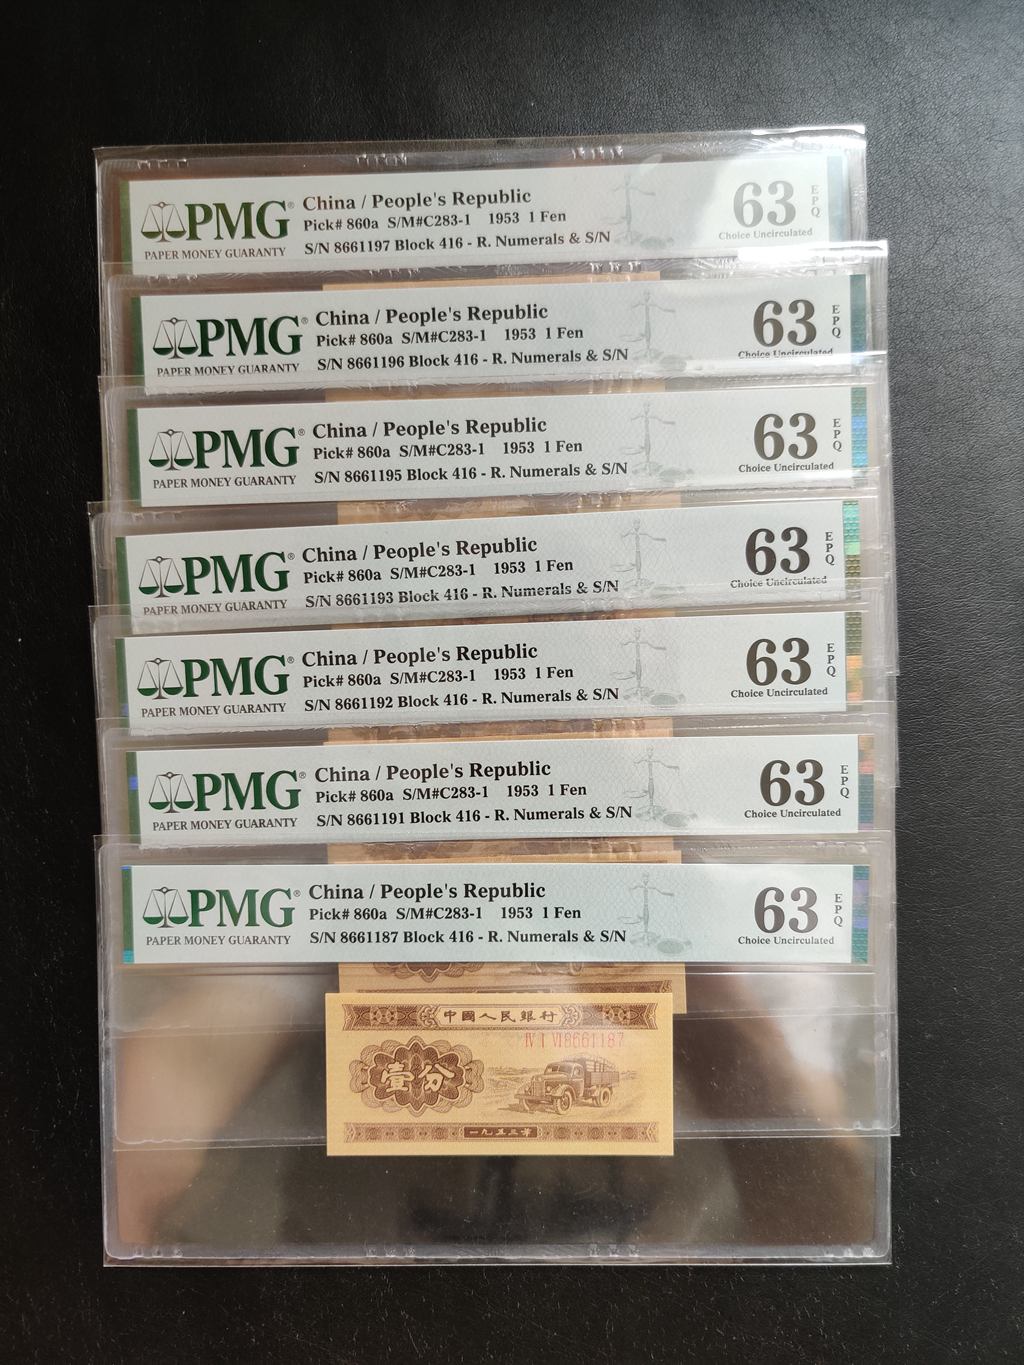 PMG®
PAPER MONEY GUARANTY
China / People's Republic
Pick# 860a S/M#C283-1 1953 1 Fen
S/N 8661197 Block 416 - R. Numerals & S/N
63 EPQ
Choice Uncirculated
PMG®
PAPER MONEY GUARANTY
China / People's Republic
Pick# 860a S/M#C283-1 1953 1 Fen
S/N 8661196 Block 416 - R. Numerals & S/N
63 EPQ
Choice Uncirculated
PMG®
PAPER MONEY GUARANTY
China / People's Republic
Pick# 860a S/M#C283-1 1953 1 Fen
S/N 8661195 Block 416 - R. Numerals & S/N
63 EPQ
Choice Uncirculated
PMG®
PAPER MONEY GUARANTY
China / People's Republic
Pick# 860a S/M#C283-1 1953 1 Fen
S/N 8661193 Block 416 - R. Numerals & S/N
63 EPQ
Choice Uncirculated
PMG®
PAPER MONEY GUARANTY
China / People's Republic
Pick# 860a S/M#C283-1 1953 1 Fen
S/N 8661192 Block 416 - R. Numerals & S/N
63 EPQ
Choice Uncirculated
PMG®
PAPER MONEY GUARANTY
China / People's Republic
Pick# 860a S/M#C283-1 1953 1 Fen
S/N 8661191 Block 416 - R. Numerals & S/N
63 EPQ
Choice Uncirculated
PMG®
PAPER MONEY GUARANTY
China / People's Republic
Pick# 860a S/M#C283-1 1953 1 Fen
S/N 8661187 Block 416 - R. Numerals & S/N
63 EPQ
Choice Uncirculated
中國人民銀行
IV I VI 8661187
壹分
一九五三年